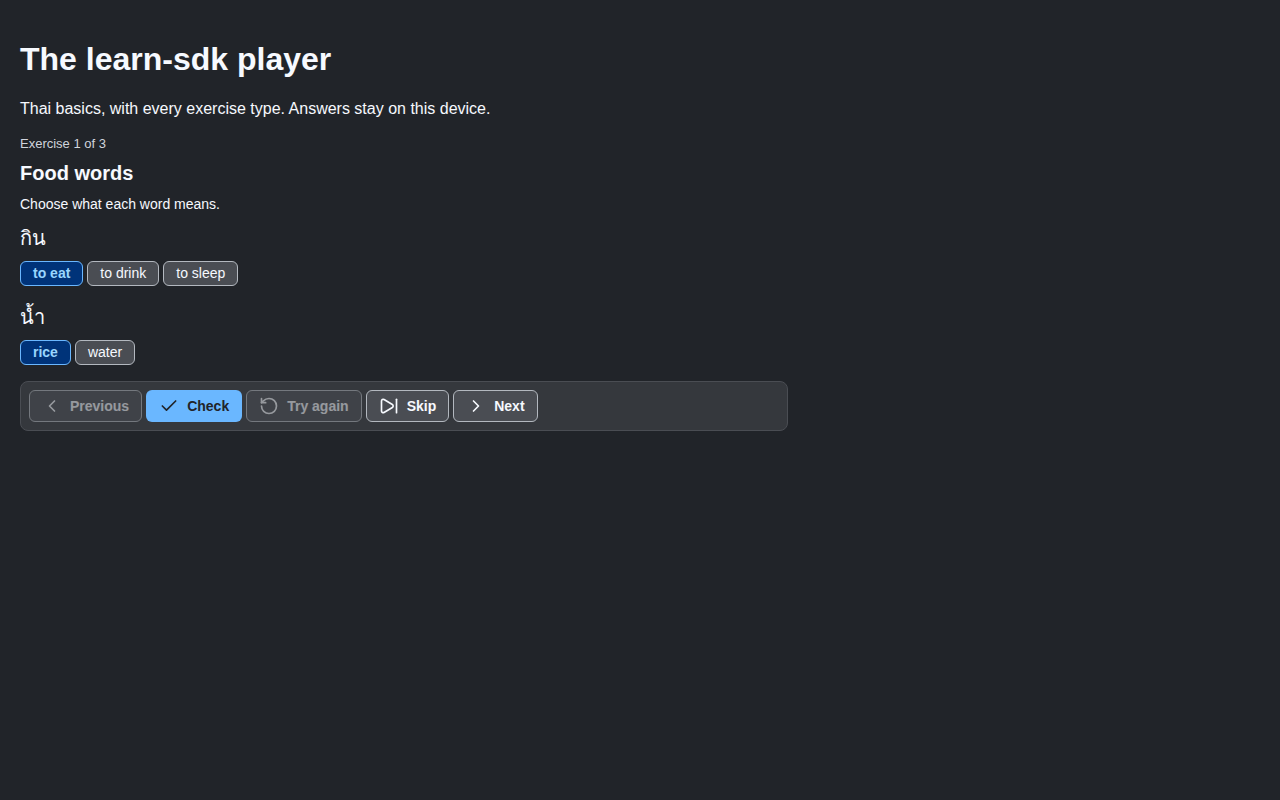 The learn-sdk player
Thai basics, with every exercise type. Answers stay on this device.
Exercise 1 of 3
Food words
Choose what each word means.
กิน
to eat to drink to sleep
น้ำ
rice water
Previous Check Try again Skip Next